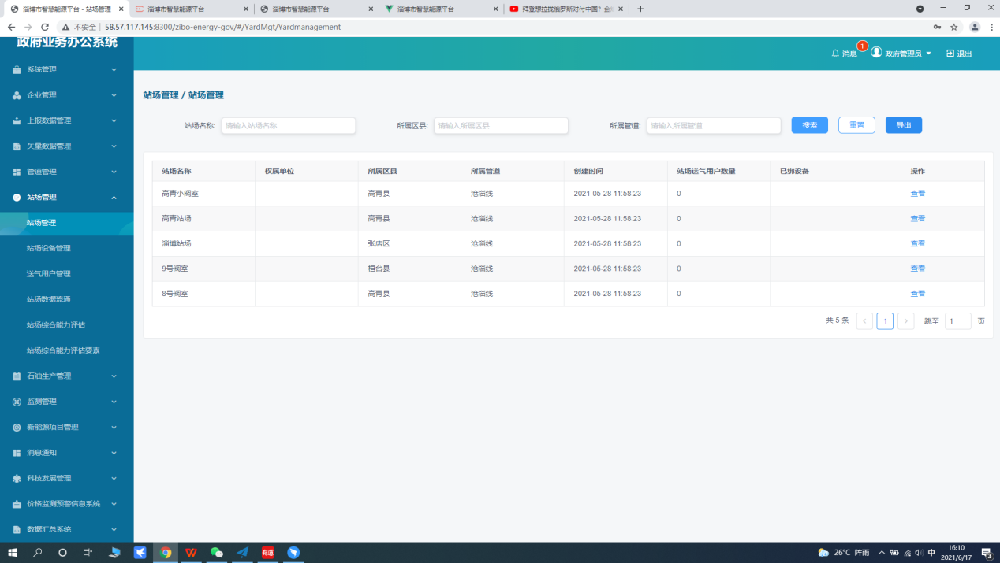 淄博市智慧能源平台 - 站场管理
淄博市智慧能源平台
淄博市智慧能源平台
淄博市智慧能源平台
拜登想拉拢俄罗斯对付中国?
不安全 58.57.117.115:8300/zibo-energy-gov/#/YardMgt/Yardmanagement
政府业务办公系统
消息 1 政府管理员 退出
系统管理
企业管理
上报数据管理
矢量数据管理
管道管理
站场管理
站场管理
站场设备管理
送气用户管理
站场数据流通
站场综合能力评估
站场综合能力评估要素
石油生产管理
监测管理
新能源项目管理
消息通知
科技发展管理
价格监测预警信息系统
数据汇总系统
站场管理 / 站场管理
站场名称: 请输入站场名称 所属区县: 请输入所属区县 所属管道: 请输入所属管道 搜索 重置 导出
站场名称 权属单位 所属区县 所属管道 创建时间 站场送气用户数量 已绑设备 操作
高青小阀室 高青县 沧淄线 2021-05-28 11:58:23 0 查看
高青站场 高青县 沧淄线 2021-05-28 11:58:23 0 查看
淄博站场 张店区 沧淄线 2021-05-28 11:58:23 0 查看
9号阀室 桓台县 沧淄线 2021-05-28 11:58:23 0 查看
8号阀室 高青县 沧淄线 2021-05-28 11:58:23 0 查看
共 5 条 1 跳至 1 页
有道
26°C 阵雨 中 16:10
2021/6/17
3